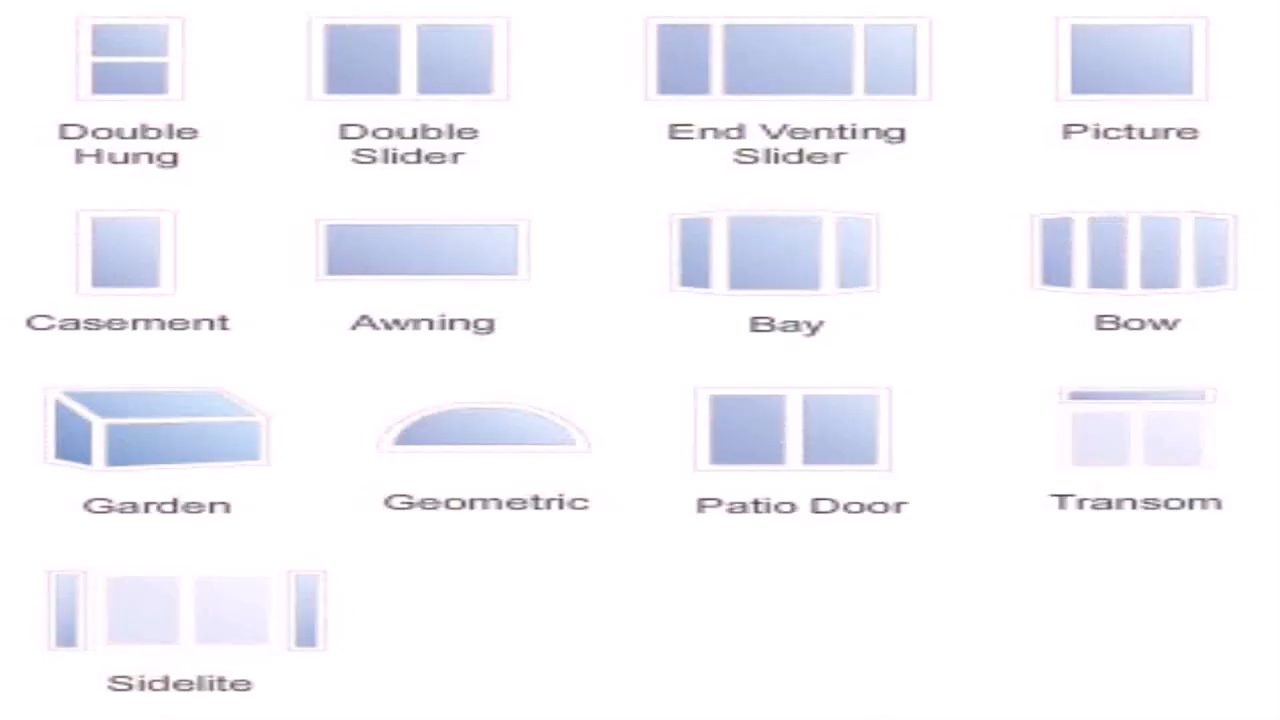 Double
Hung
Double
Slider
End Venting
Slider
Picture
Casement
Awning
Bay
Bow
Garden
Geometric
Patio Door
Transom
Sidelite